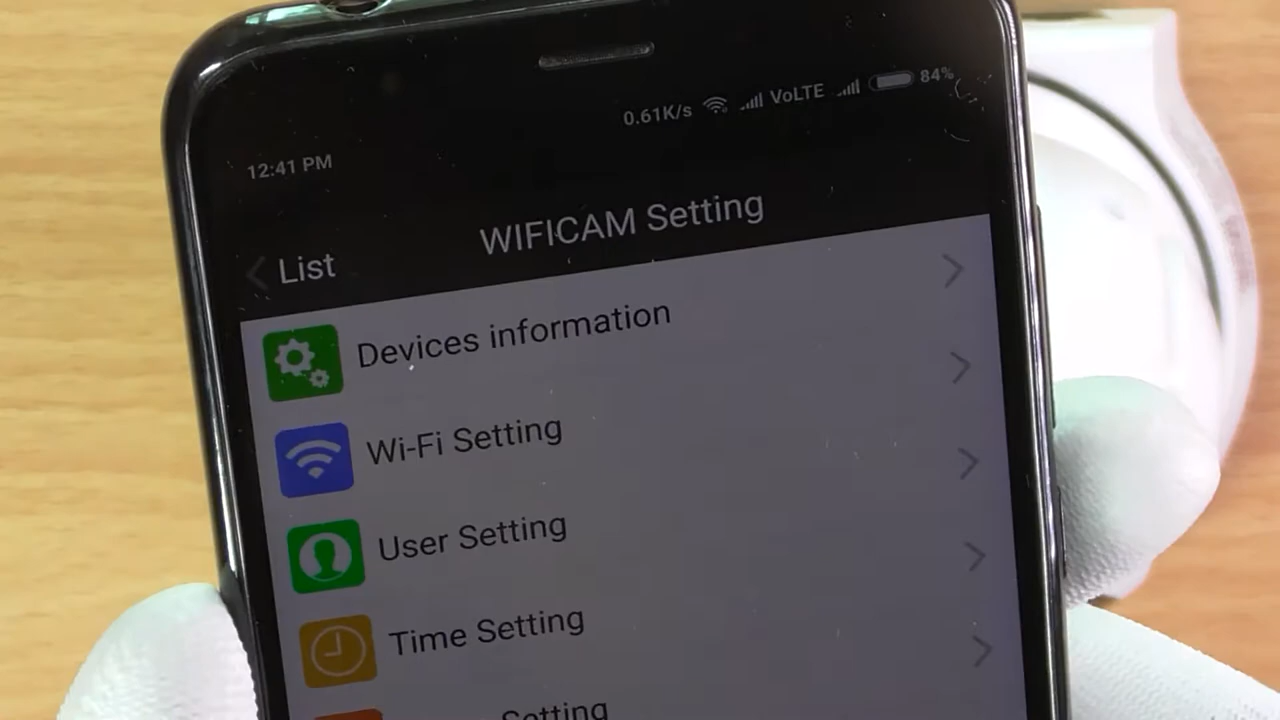 0.61K/s VoLTE 84%
12:41 PM
WIFICAM Setting
List
Devices information
Wi-Fi Setting
User Setting
Time Setting
Setting